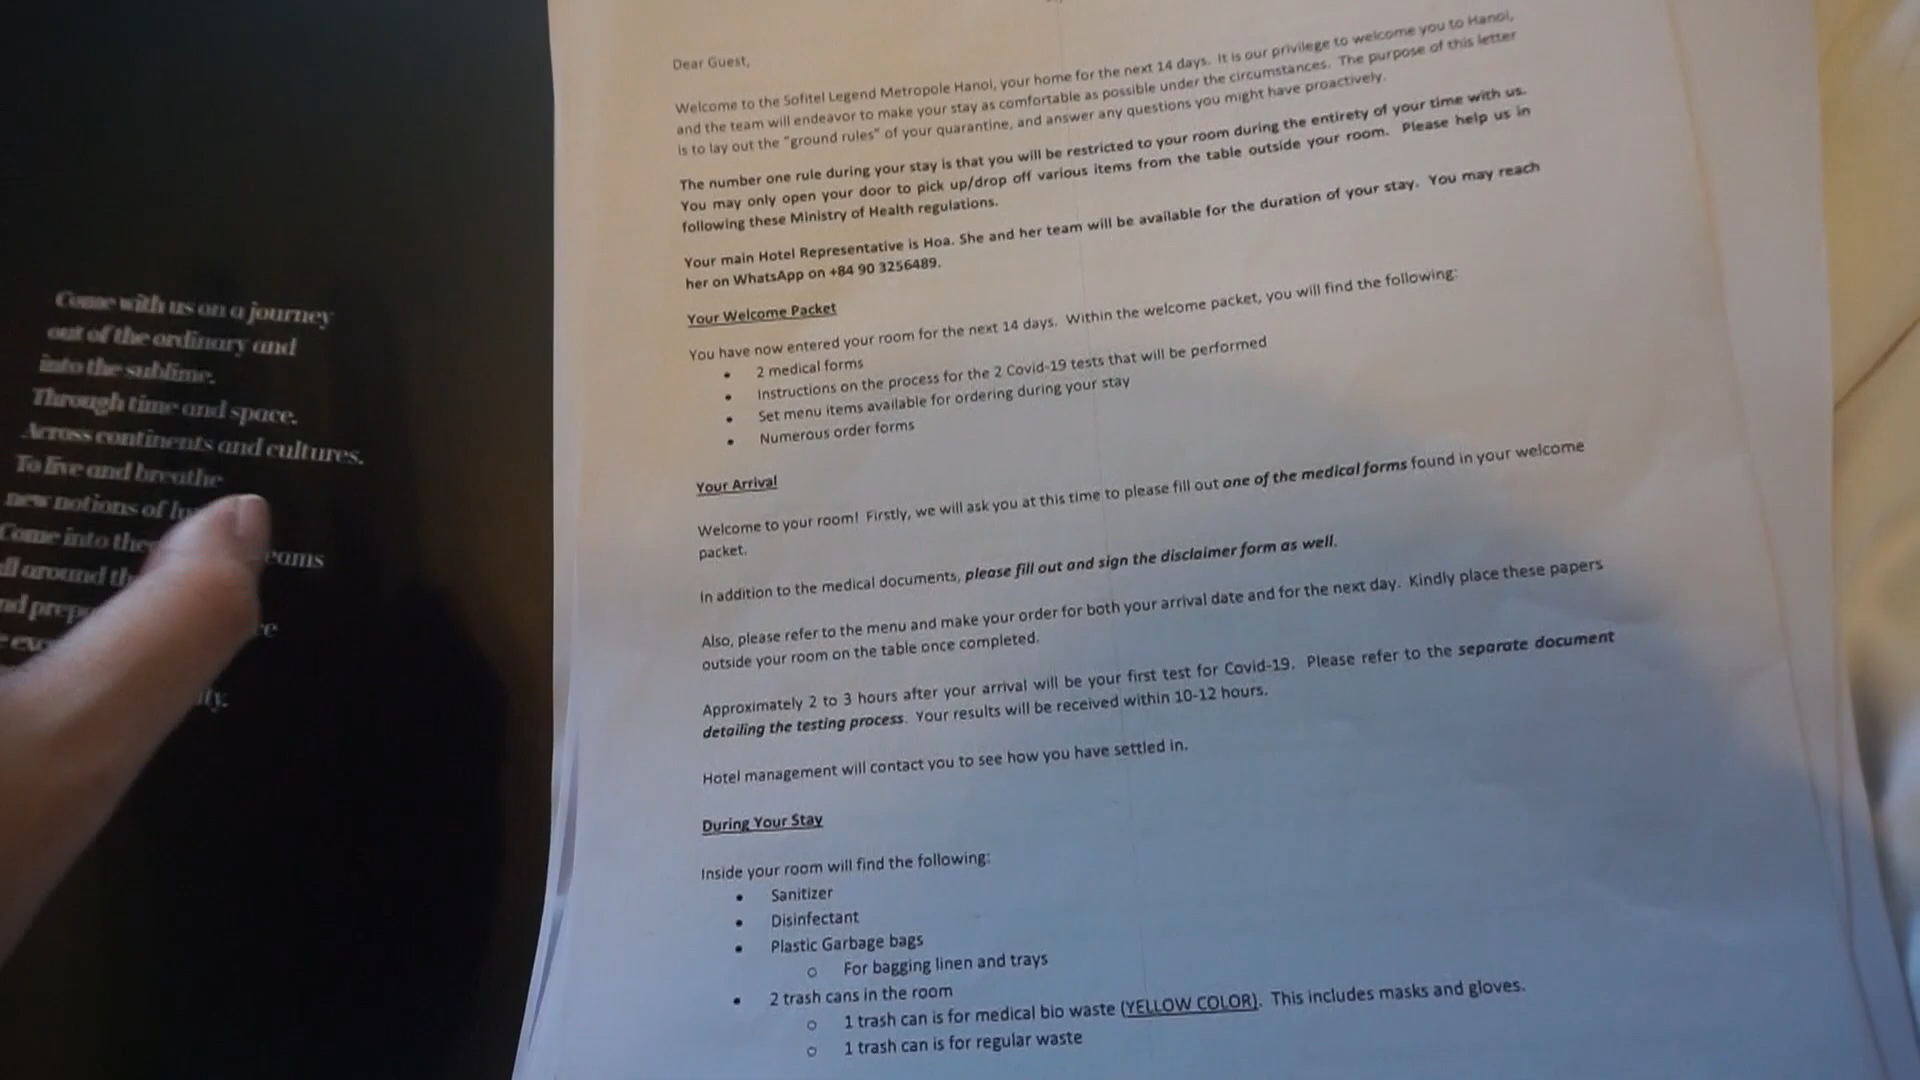 Come with us on a journey
out of the ordinary and
into the sublime.
Through time and space.
Across continents and cultures.
To live and breathe
new notions of
Come into
around
Dear Guest,
Welcome to the Sofitel Legend Metropole Hanoi, your home for the next 14 days. It is our privilege to welcome you to Hanoi,
and the team will endeavor to make your stay as comfortable as possible under the circumstances. The purpose of this letter
is to lay out the "ground rules" of your quarantine, and answer any questions you might have proactively.
The number one rule during your stay is that you will be restricted to your room during the entirety of your time with us.
You may only open your door to pick up/drop off various items from the table outside your room. Please help us in
following these Ministry of Health regulations.
Your main Hotel Representative is Hoa. She and her team will be available for the duration of your stay. You may reach
her on WhatsApp on +84 90 3256489.
Your Welcome Packet
You have now entered your room for the next 14 days. Within the welcome packet, you will find the following:
• 2 medical forms
• Instructions on the process for the 2 Covid-19 tests that will be performed
• Set menu items available for ordering during your stay
• Numerous order forms
Your Arrival
Welcome to your room! Firstly, we will ask you at this time to please fill out one of the medical forms found in your welcome
packet.
In addition to the medical documents, please fill out and sign the disclaimer form as well.
Also, please refer to the menu and make your order for both your arrival date and for the next day. Kindly place these papers
outside your room on the table once completed.
Approximately 2 to 3 hours after your arrival will be your first test for Covid-19. Please refer to the separate document
detailing the testing process. Your results will be received within 10-12 hours.
Hotel management will contact you to see how you have settled in.
During Your Stay
Inside your room will find the following:
• Sanitizer
• Disinfectant
• Plastic Garbage bags
o For bagging linen and trays
• 2 trash cans in the room
o 1 trash can is for medical bio waste (YELLOW COLOR). This includes masks and gloves.
o 1 trash can is for regular waste